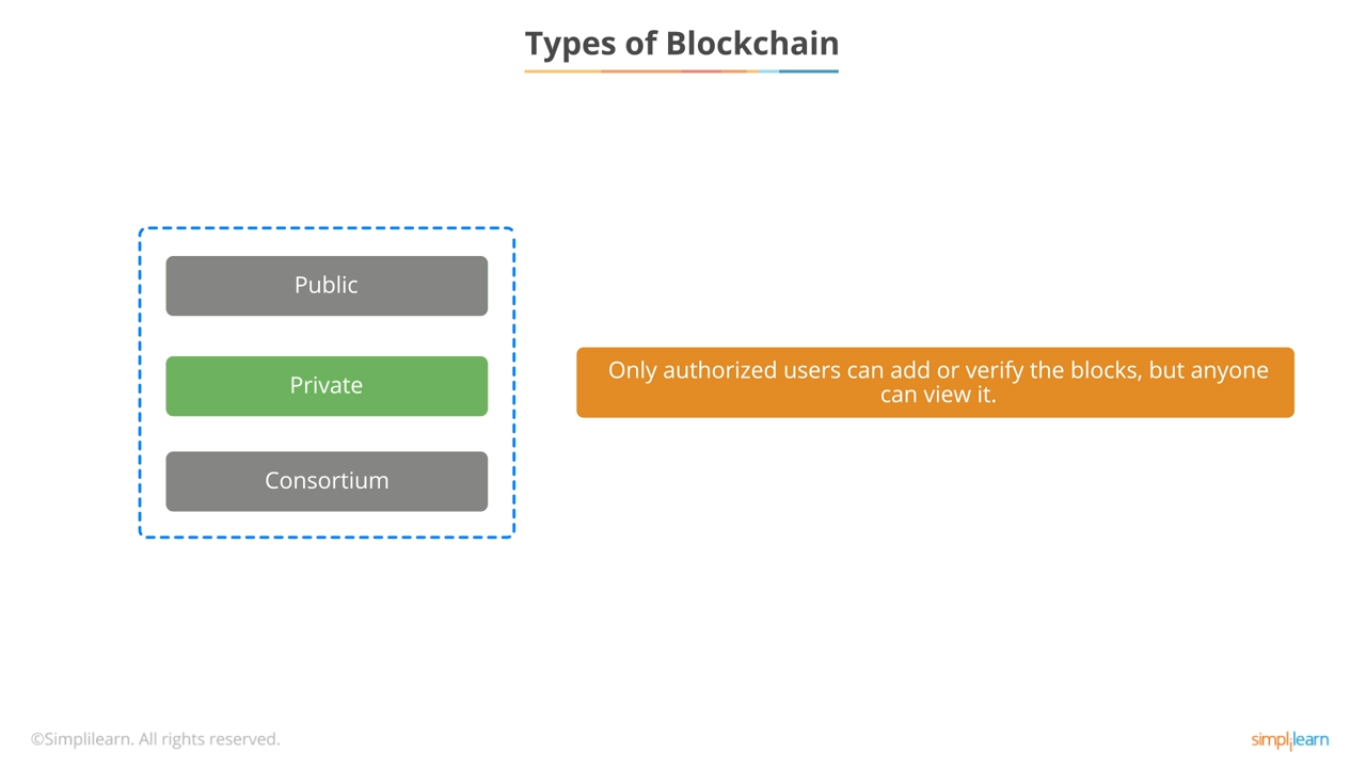 Types of Blockchain
Public
Private
Only authorized users can add or verify the blocks, but anyone
can view it.
Consortium
©Simplilearn. All rights reserved.
simplilearn